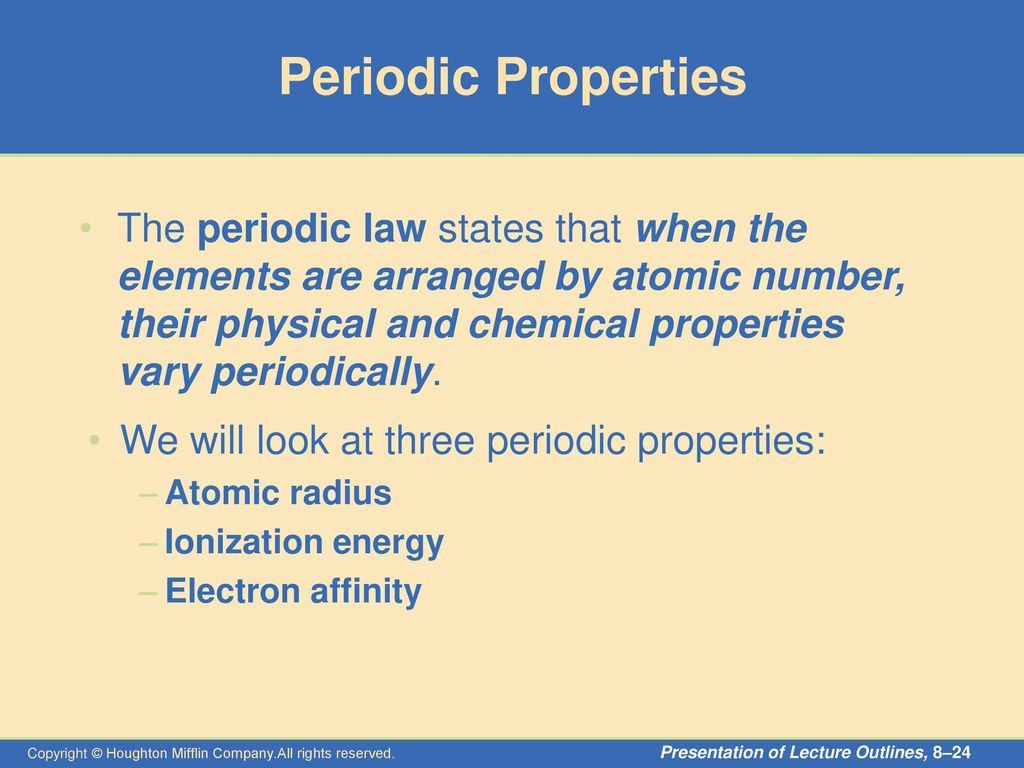 Periodic Properties
• The periodic law states that when the
elements are arranged by atomic number,
their physical and chemical properties
vary periodically.
• We will look at three periodic properties:
– Atomic radius
– Ionization energy
– Electron affinity
Copyright © Houghton Mifflin Company.All rights reserved.
Presentation of Lecture Outlines, 8–24